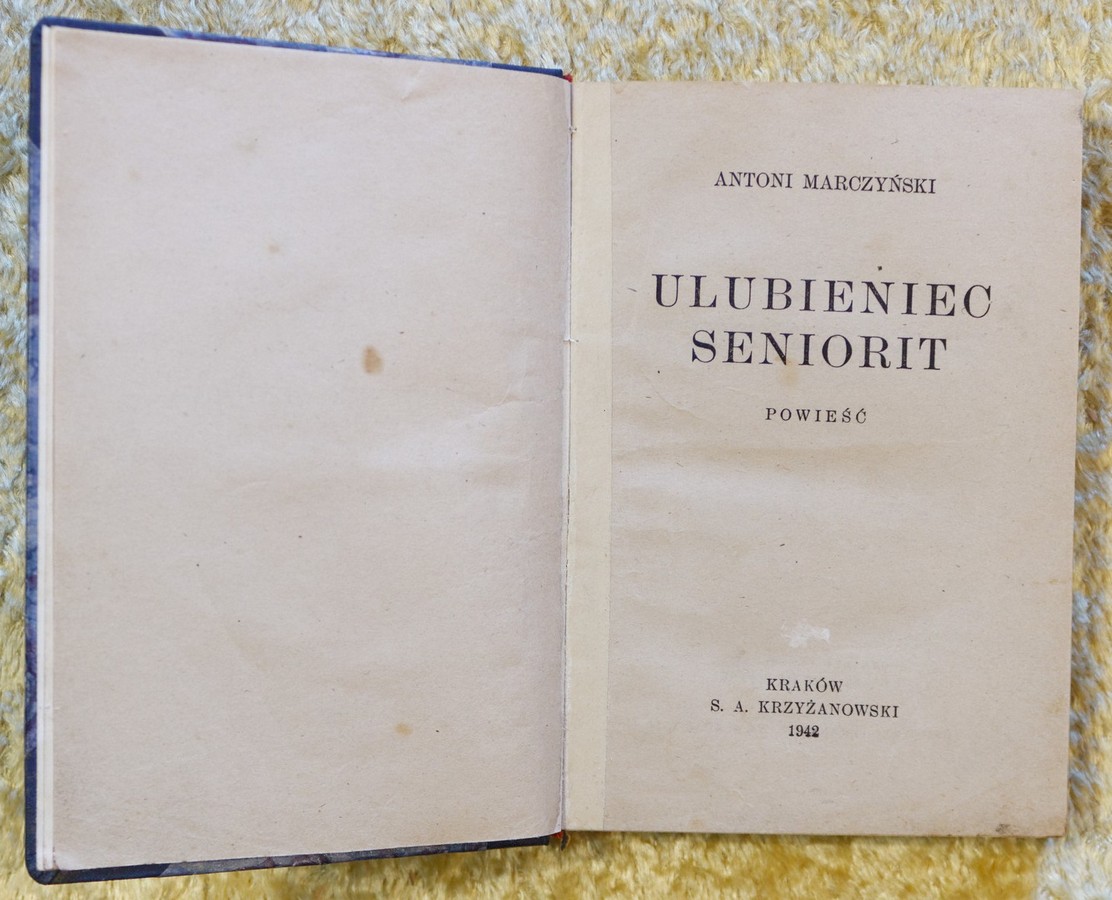 ANTONI MARCZYŃSKI
ULUBIENIEC
SENIORIT
POWIEŚĆ
KRAKÓW
S. A. KRZYŻANOWSKI
1942